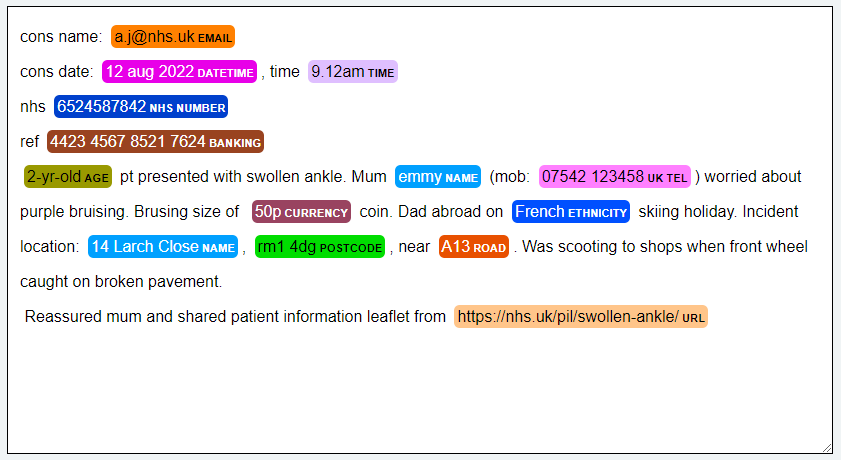 cons name: a.j@nhs.uk EMAIL
cons date: 12 aug 2022 DATETIME , time 9.12am TIME
nhs 6524587842 NHS NUMBER
ref 4423 4567 8521 7624 BANKING
2-yr-old AGE pt presented with swollen ankle. Mum emmy NAME (mob: 07542 123458 UK TEL ) worried about
purple bruising. Brusing size of 50p CURRENCY coin. Dad abroad on French ETHNICITY skiing holiday. Incident
location: 14 Larch Close NAME , rm1 4dg POSTCODE , near A13 ROAD . Was scooting to shops when front wheel
caught on broken pavement.
Reassured mum and shared patient information leaflet from https://nhs.uk/pil/swollen-ankle/ URL